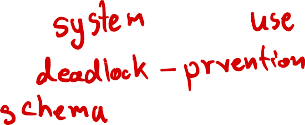 system use
deadlock - prvention
schema